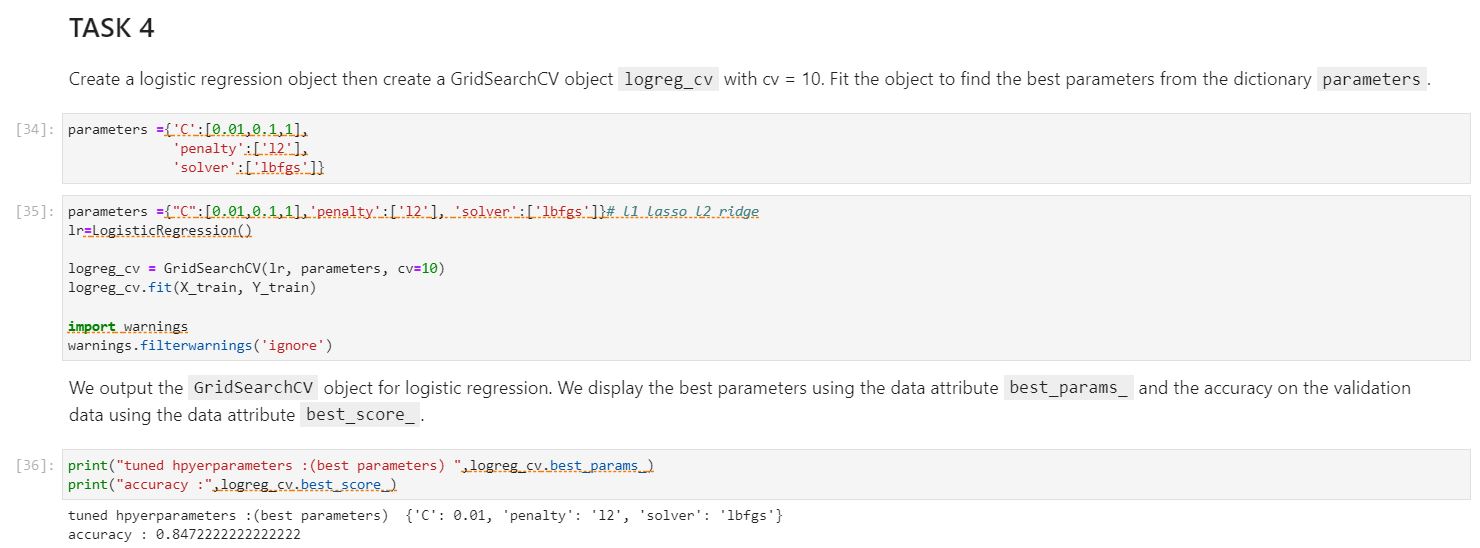 TASK 4
Create a logistic regression object then create a GridSearchCV object logreg_cv with cv = 10. Fit the object to find the best parameters from the dictionary parameters .
[34]: parameters ={'C':[0.01,0.1,1],
'penalty':['l2'],
'solver':['lbfgs']}
[35]: parameters ={"C":[0.01,0.1,1],'penalty':['l2'], 'solver':['lbfgs']}# l1 lasso l2 ridge
lr=LogisticRegression()
logreg_cv = GridSearchCV(lr, parameters, cv=10)
logreg_cv.fit(X_train, Y_train)
import warnings
warnings.filterwarnings('ignore')
We output the GridSearchCV object for logistic regression. We display the best parameters using the data attribute best_params_ and the accuracy on the validation
data using the data attribute best_score_ .
[36]: print("tuned hpyerparameters :(best parameters) ",logreg_cv.best_params_)
print("accuracy :",logreg_cv.best_score_)
tuned hpyerparameters :(best parameters)  {'C': 0.01, 'penalty': 'l2', 'solver': 'lbfgs'}
accuracy : 0.8472222222222222